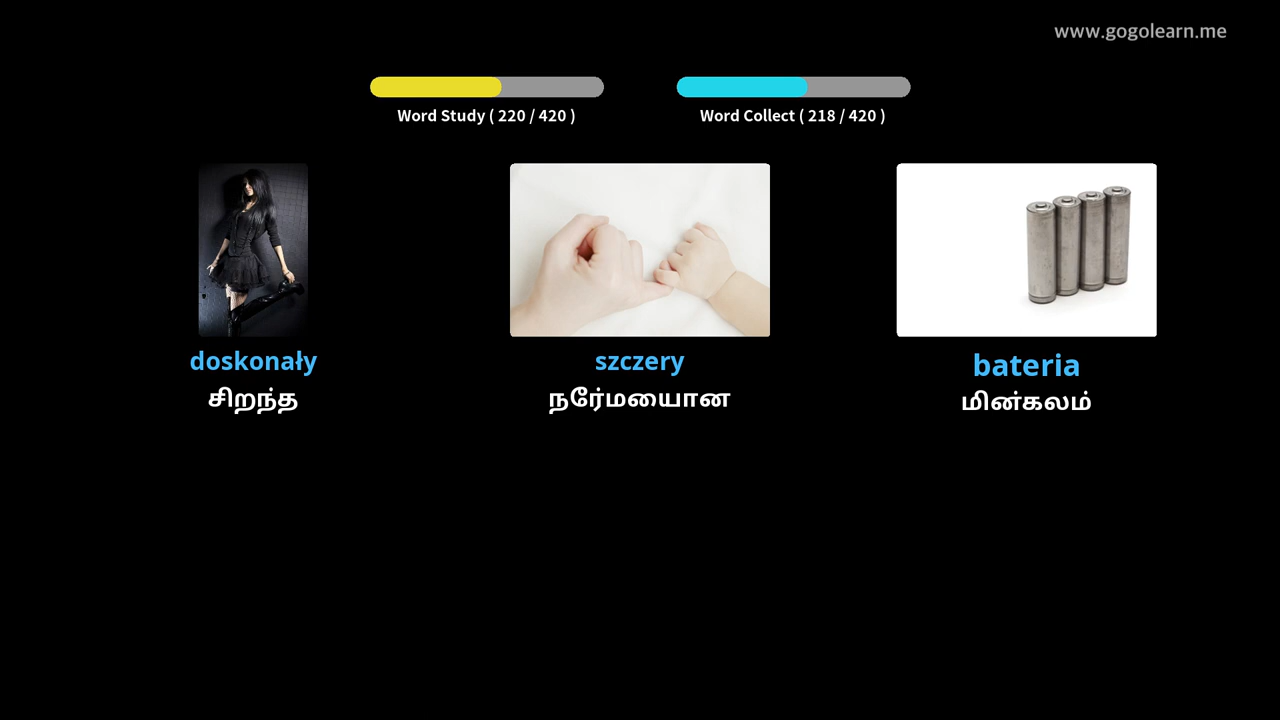 www.gogolearn.me
Word Study ( 220 / 420 )
Word Collect ( 218 / 420 )
doskonały
சிறந்த
szczery
நேர்மையான
bateria
மின்கலம்